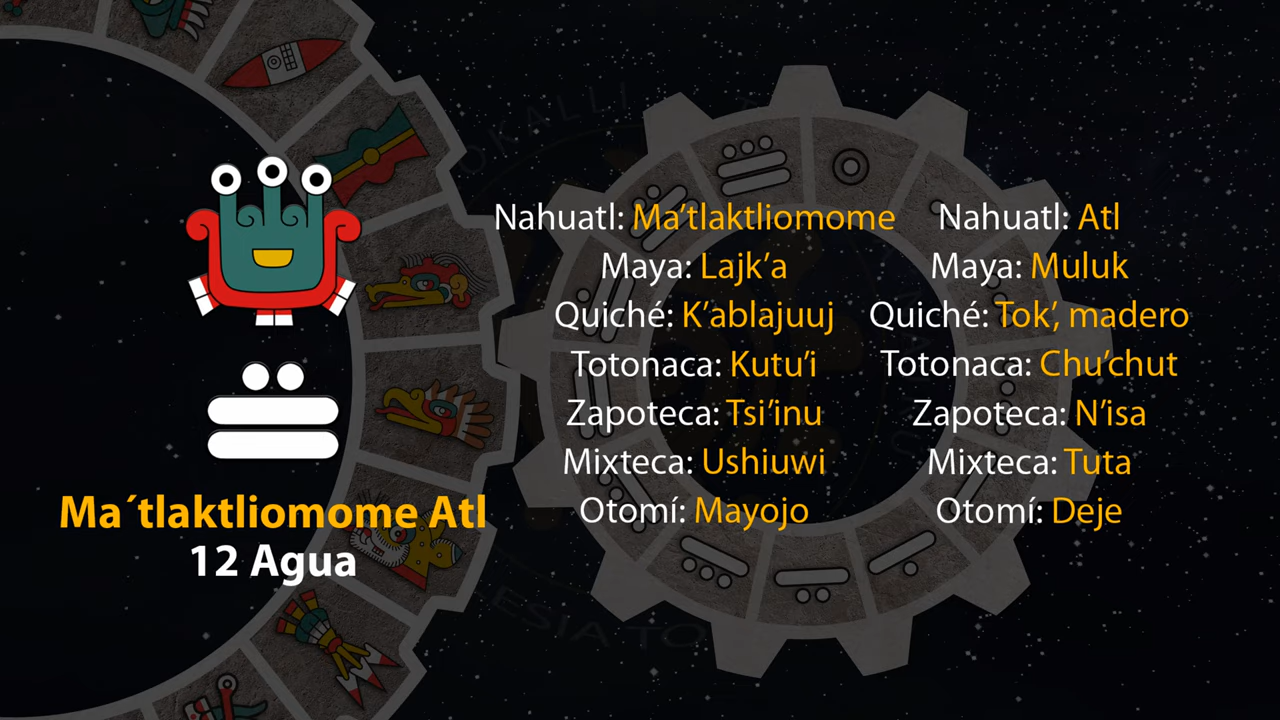 Ma´tlaktliomome Atl
12 Agua
Nahuatl: Ma’tlaktliomome
Maya: Lajk’a
Quiché: K’ablajuuj
Totonaca: Kutu’i
Zapoteca: Tsi’inu
Mixteca: Ushiuwi
Otomí: Mayojo
Nahuatl: Atl
Maya: Muluk
Quiché: Tok’, madero
Totonaca: Chu’chut
Zapoteca: N’isa
Mixteca: Tuta
Otomí: Deje